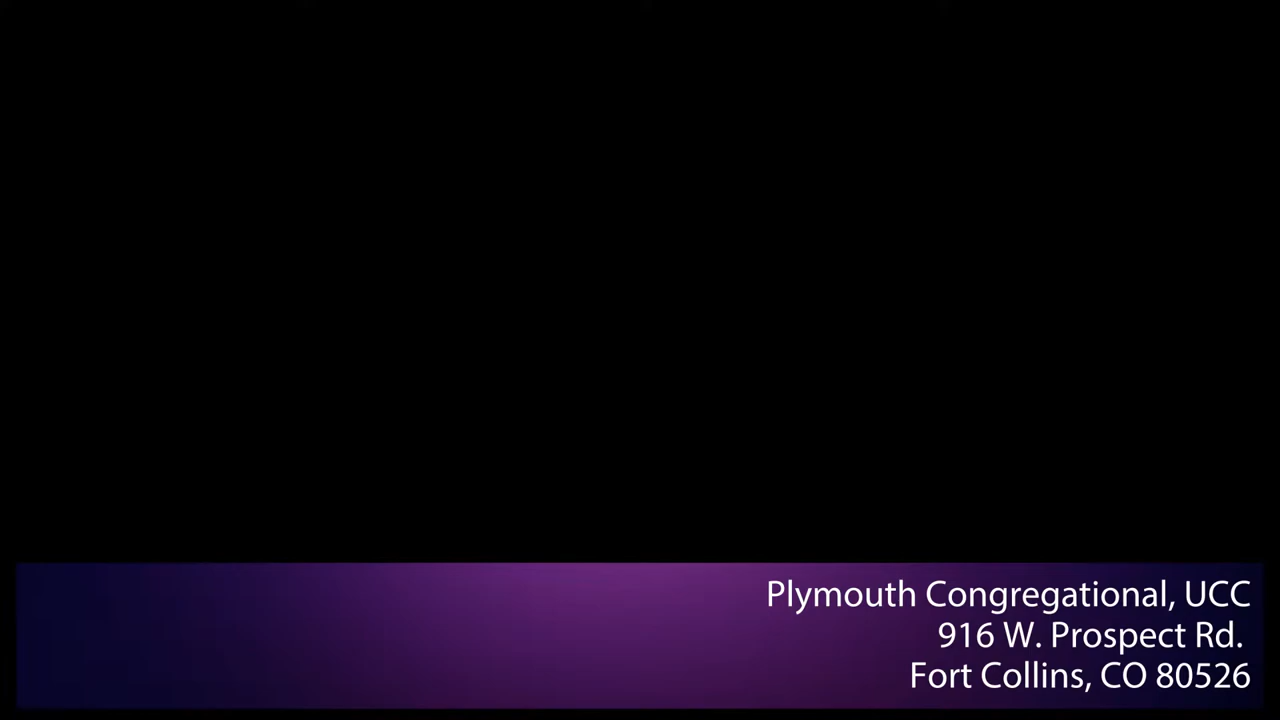 Plymouth Congregational, UCC
916 W. Prospect Rd.
Fort Collins, CO 80526